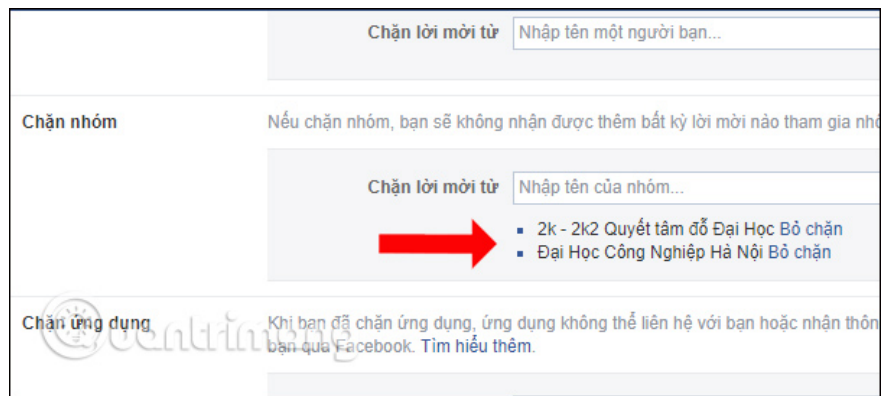 Chặn lời mời từ Nhập tên một người bạn...
Chặn nhóm Nếu chặn nhóm, bạn sẽ không nhận được thêm bất kỳ lời mời nào tham gia
Chặn lời mời từ Nhập tên của nhóm...
2k - 2k2 Quyết tâm đỗ Đại Học Bỏ chặn
Đại Học Công Nghiệp Hà Nội Bỏ chặn
Chặn ứng dụng Khi bạn đã chặn ứng dụng, ứng dụng không thể liên hệ với bạn hoặc nhận
bạn qua Facebook. Tìm hiểu thêm.
uantrimang